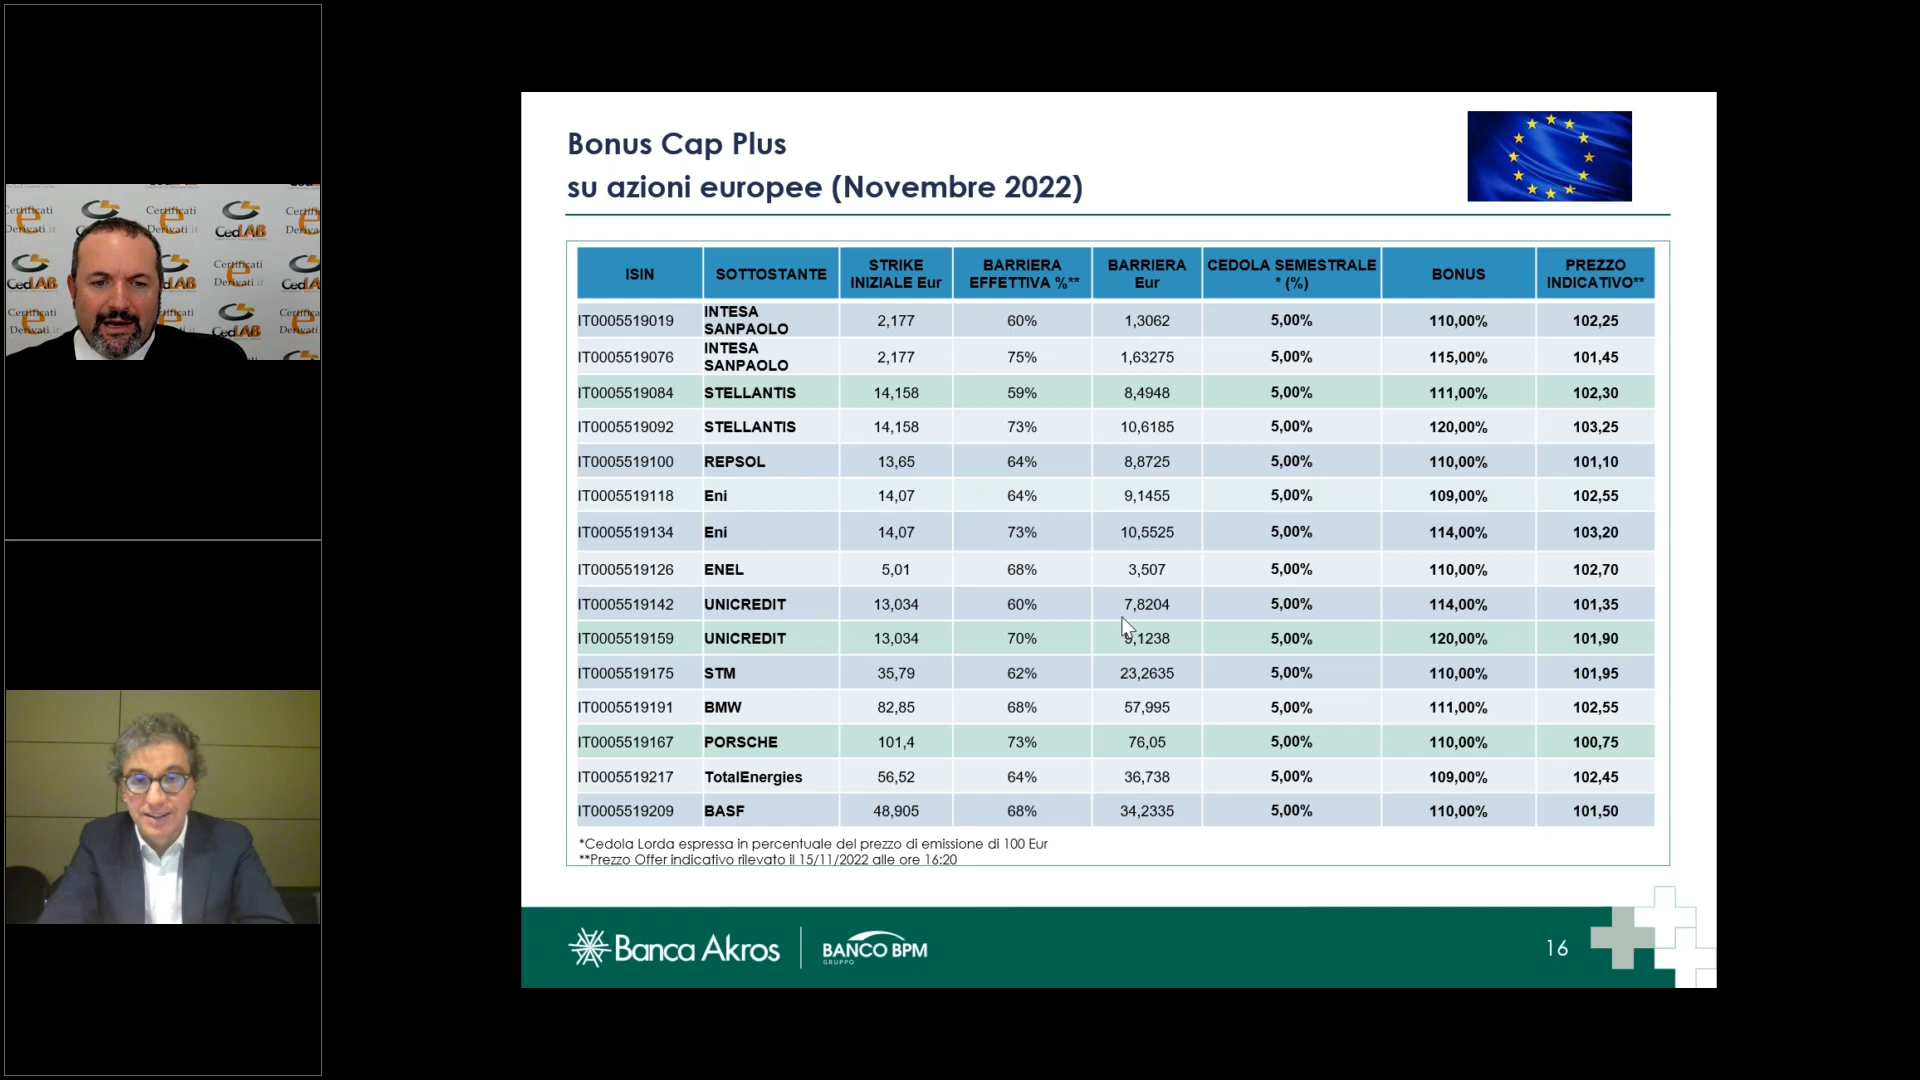 Certificati
Derivati.it
CedLAB
Bonus Cap Plus
su azioni europee (Novembre 2022)
ISIN SOTTOSTANTE STRIKE INIZIALE Eur BARRIERA EFFETTIVA %** BARRIERA Eur CEDOLA SEMESTRALE * (%) BONUS PREZZO INDICATIVO**
IT0005519019 INTESA SANPAOLO 2,177 60% 1,3062 5,00% 110,00% 102,25
IT0005519076 INTESA SANPAOLO 2,177 75% 1,63275 5,00% 115,00% 101,45
IT0005519084 STELLANTIS 14,158 59% 8,4948 5,00% 111,00% 102,30
IT0005519092 STELLANTIS 14,158 73% 10,6185 5,00% 120,00% 103,25
IT0005519100 REPSOL 13,65 64% 8,8725 5,00% 110,00% 101,10
IT0005519118 Eni 14,07 64% 9,1455 5,00% 109,00% 102,55
IT0005519134 Eni 14,07 73% 10,5525 5,00% 114,00% 103,20
IT0005519126 ENEL 5,01 68% 3,507 5,00% 110,00% 102,70
IT0005519142 UNICREDIT 13,034 60% 7,8204 5,00% 114,00% 101,35
IT0005519159 UNICREDIT 13,034 70% 9,1238 5,00% 120,00% 101,90
IT0005519175 STM 35,79 62% 23,2635 5,00% 110,00% 101,95
IT0005519191 BMW 82,85 68% 57,995 5,00% 111,00% 102,55
IT0005519167 PORSCHE 101,4 73% 76,05 5,00% 110,00% 100,75
IT0005519217 TotalEnergies 56,52 64% 36,738 5,00% 109,00% 102,45
IT0005519209 BASF 48,905 68% 34,2335 5,00% 110,00% 101,50
*Cedola Lorda espressa in percentuale del prezzo di emissione di 100 Eur
**Prezzo Offer indicativo rilevato il 15/11/2022 alle ore 16:20
Banca Akros
BANCO BPM
GRUPPO
16